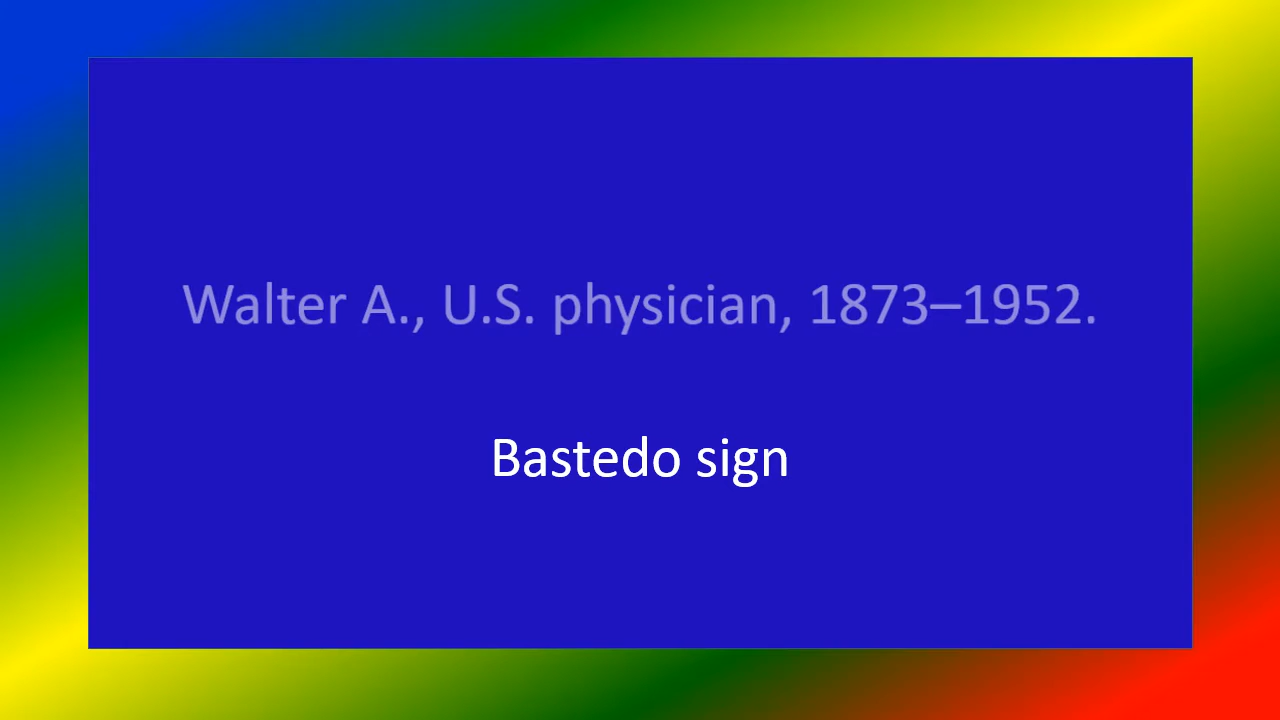 Walter A., U.S. physician, 1873–1952.
Bastedo sign